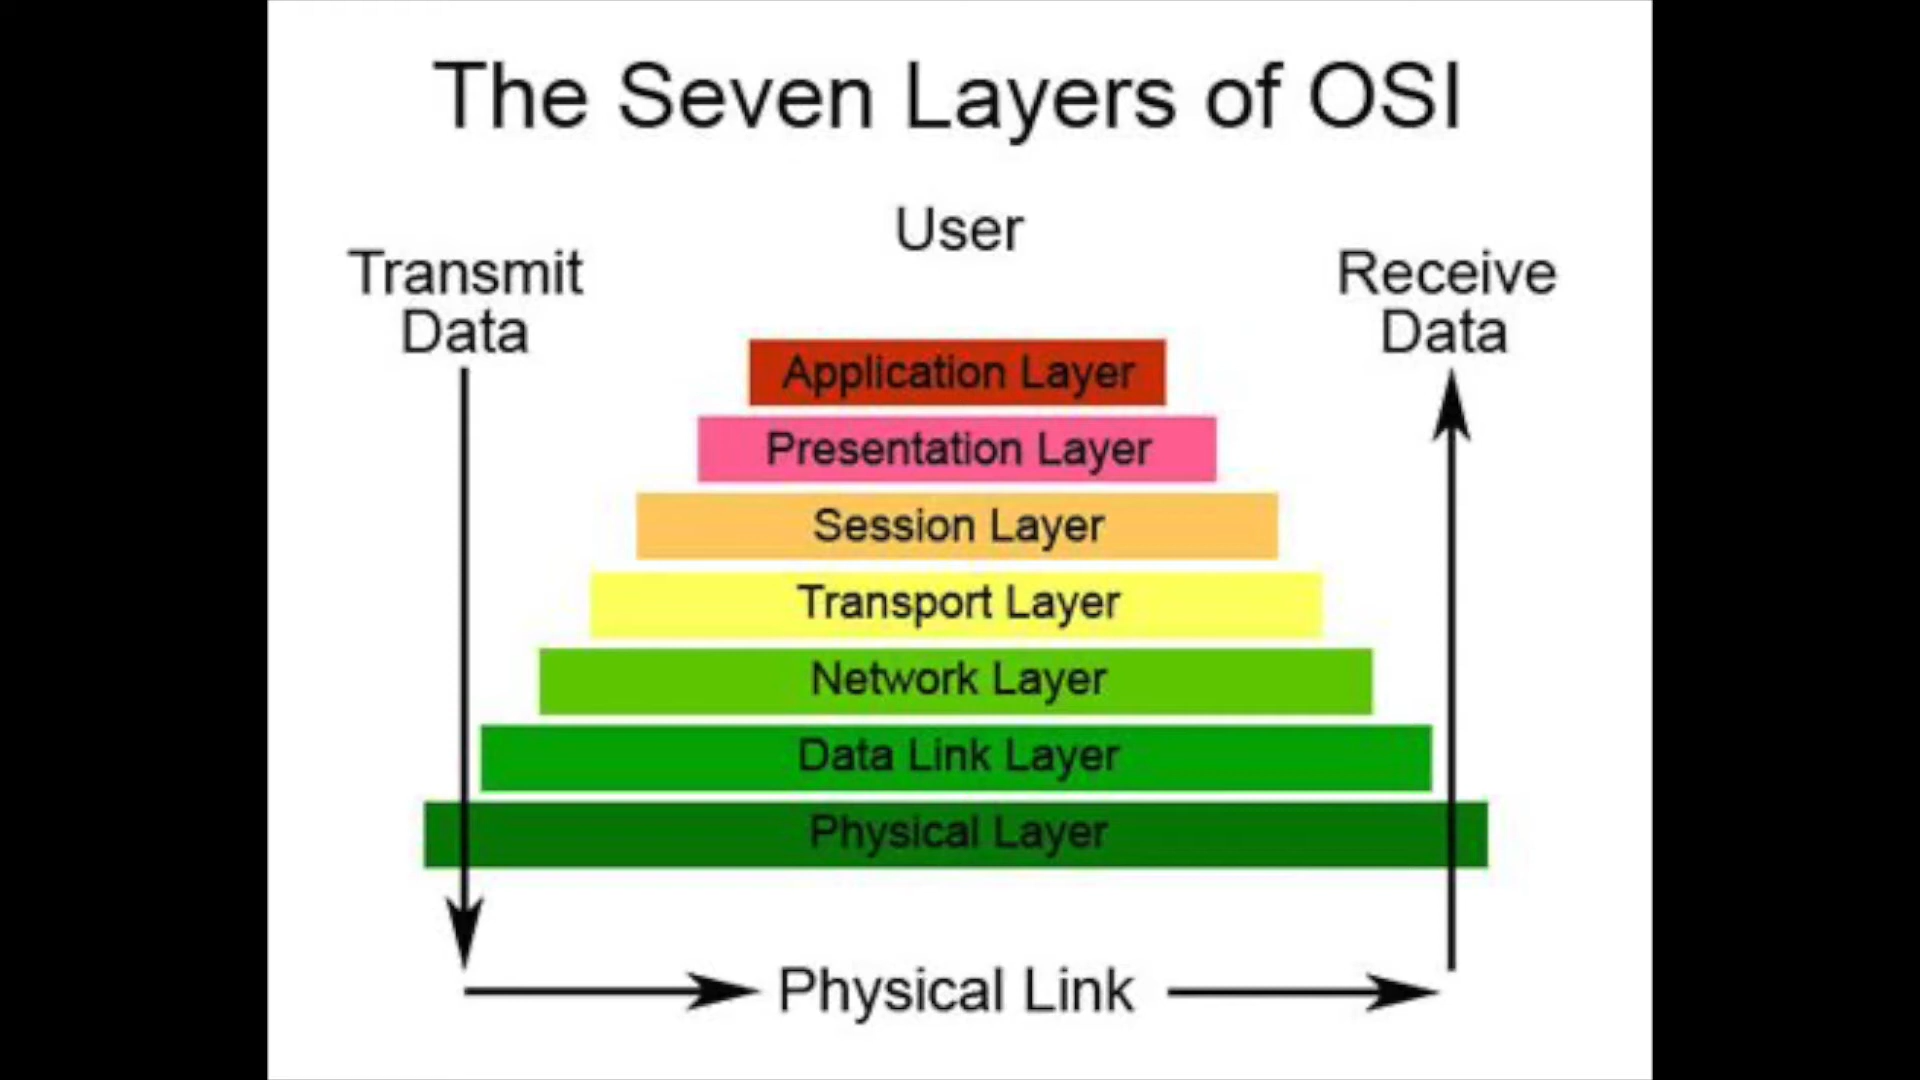 The Seven Layers of OSI
User
Transmit
Data
Receive
Data
Application Layer
Presentation Layer
Session Layer
Transport Layer
Network Layer
Data Link Layer
Physical Layer
Physical Link